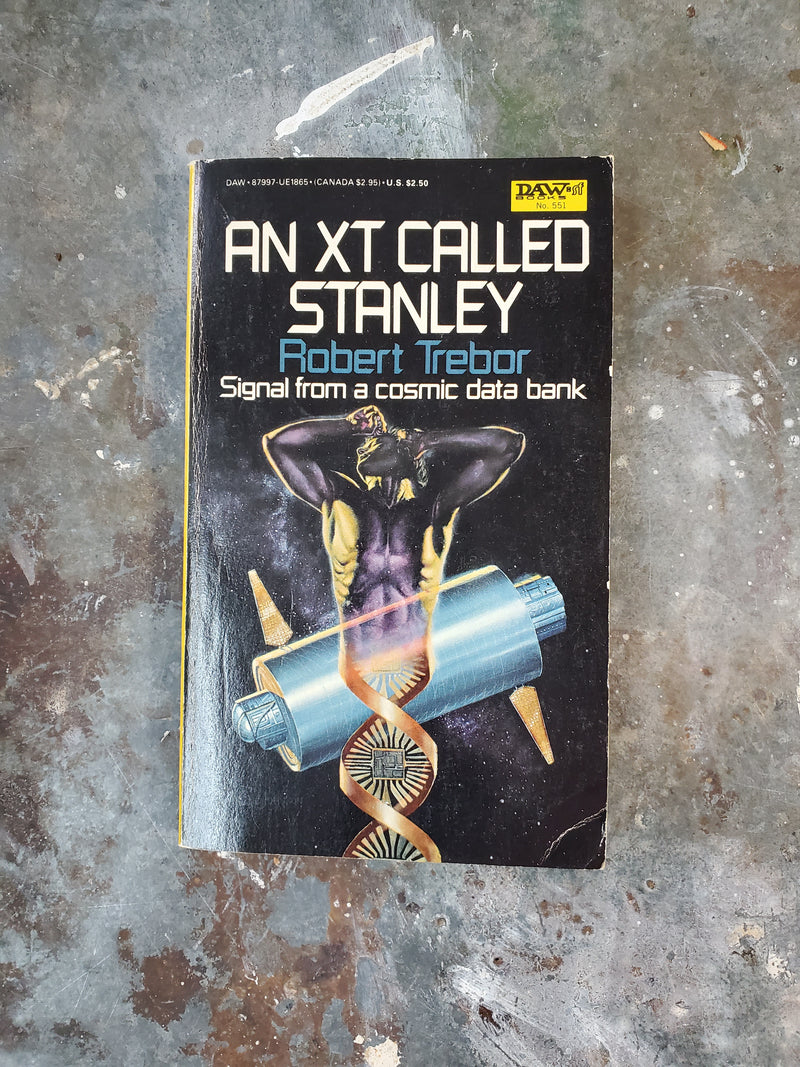 DAW • 87997-UE1865 • (CANADA $2.95) • U.S. $2.50
DAW sf
BOOKS
No. 551
AN XT CALLED
STANLEY
Robert Trebor
Signal from a cosmic data bank